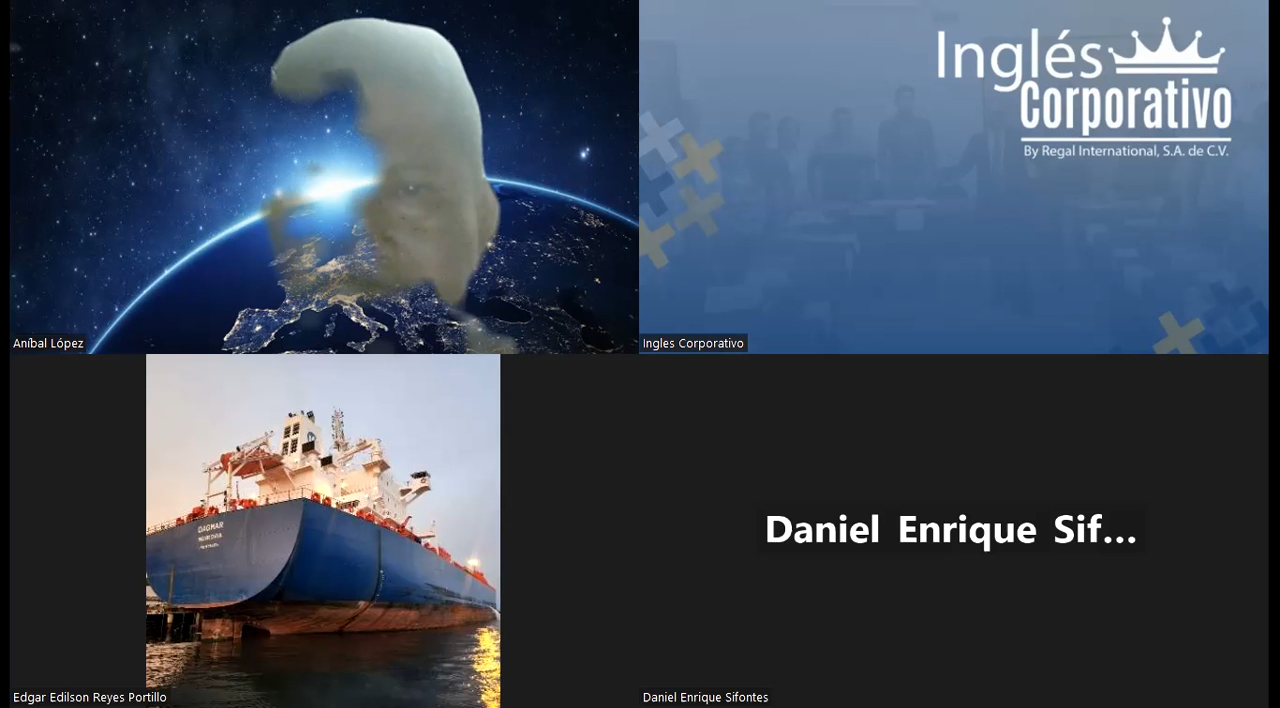 Inglés
Corporativo
By Regal International, S.A. de C.V.
Aníbal López
Ingles Corporativo
DAGMAR
MONROVIA
Daniel Enrique Sif...
Edgar Edilson Reyes Portillo
Daniel Enrique Sifontes